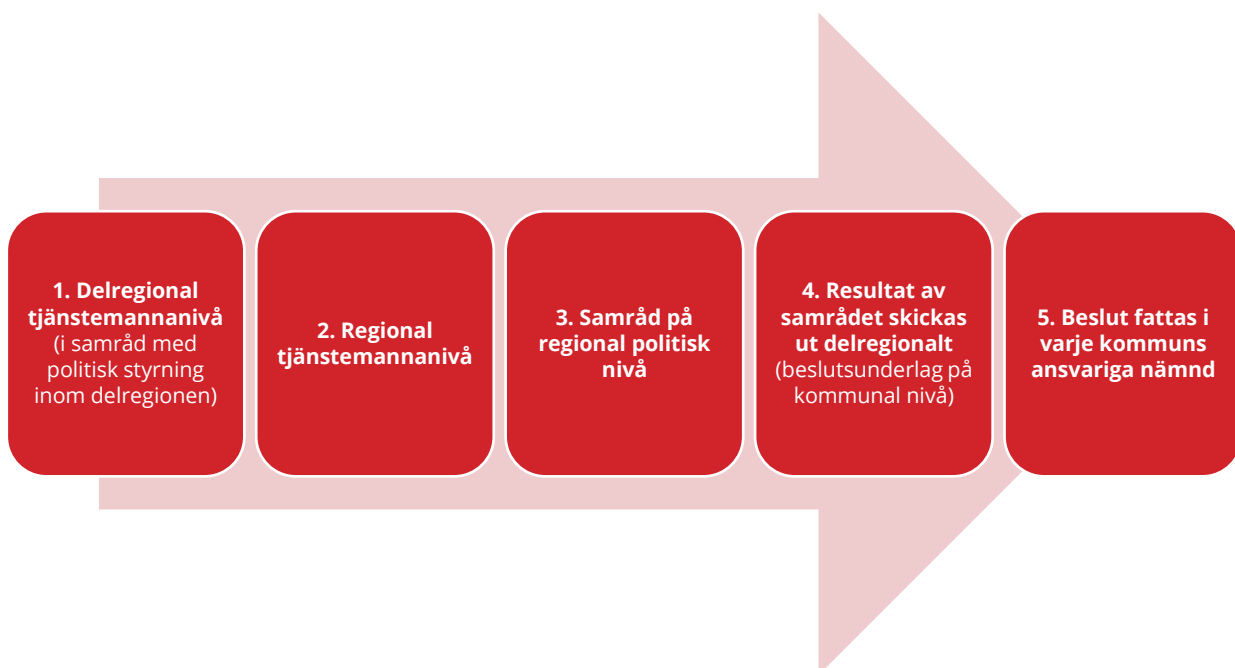 1. Delregional
tjänstemannanivå
(i samråd med
politisk styrning
inom delregionen)
2. Regional
tjänstemannanivå
3. Samråd på
regional politisk
nivå
4. Resultat av
samrådet skickas
ut delregionalt
(beslutsunderlag på
kommunal nivå)
5. Beslut fattas i
varje kommuns
ansvariga nämnd